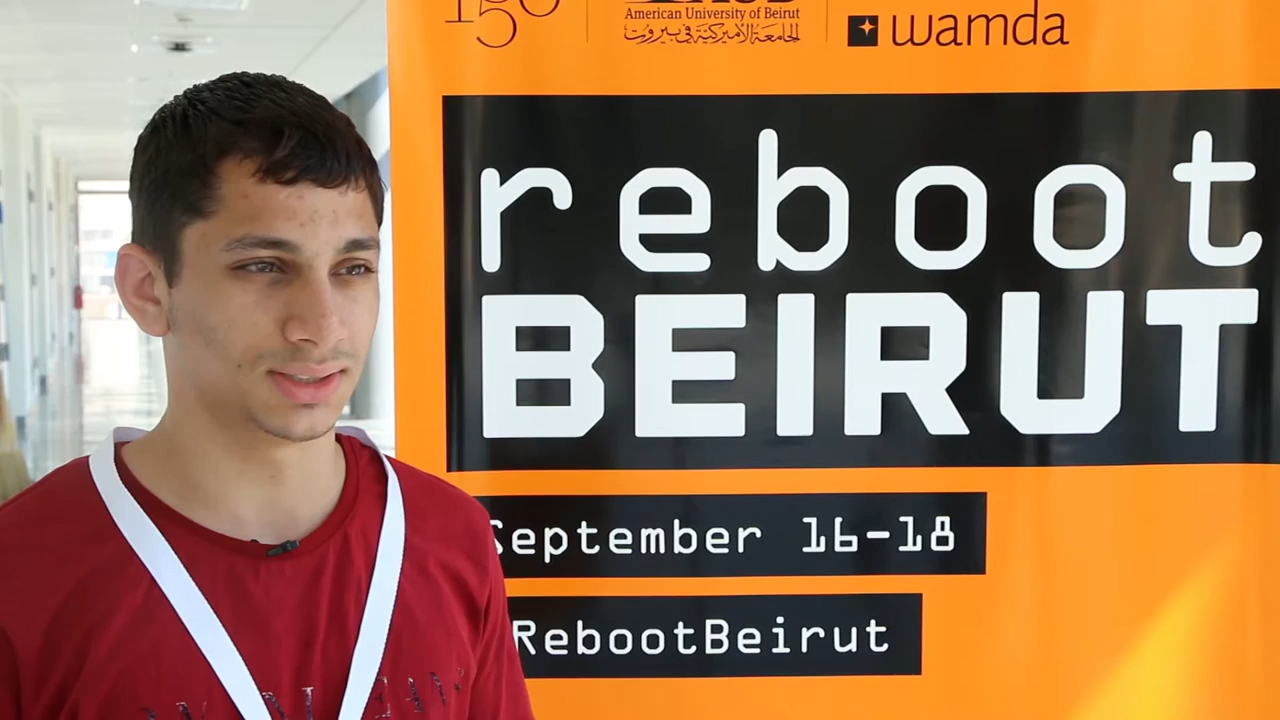 150
American University of Beirut
الجامعة الأميركية في بيروت
wamda
reboot
BEIRUT
September 16-18
RebootBeirut